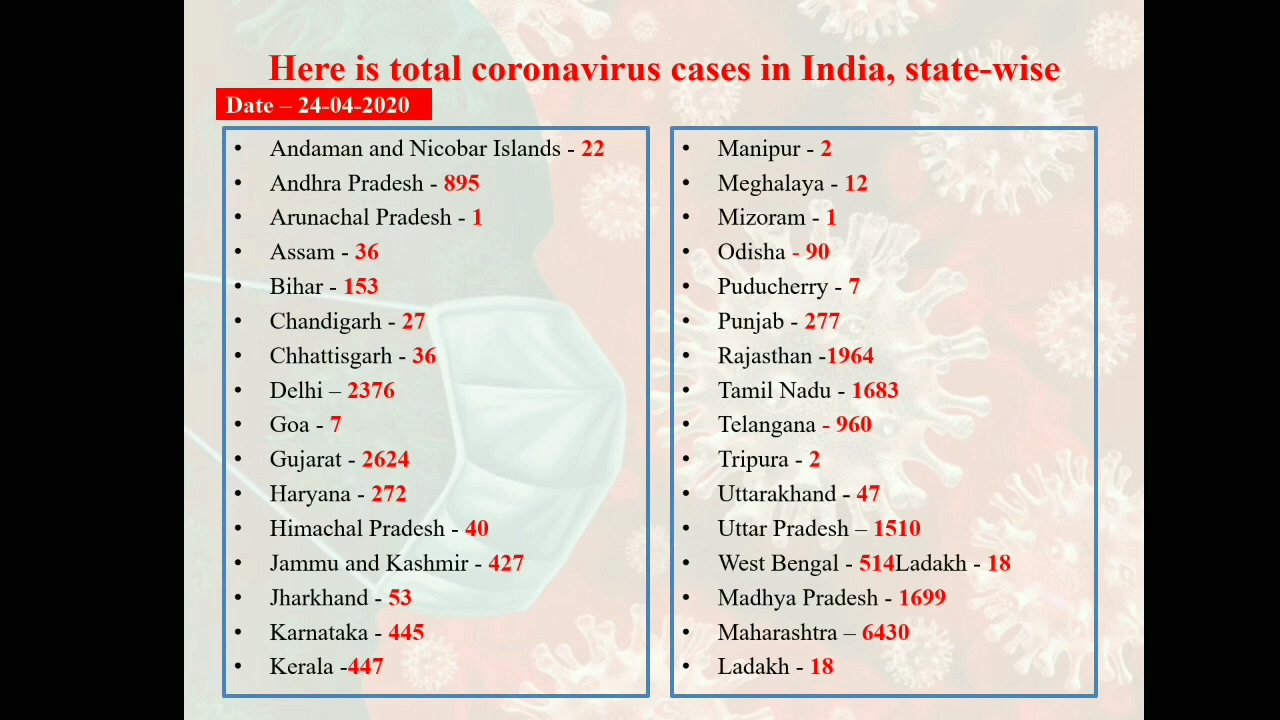 Here is total coronavirus cases in India, state-wise
Date – 24-04-2020
• Andaman and Nicobar Islands - 22
• Andhra Pradesh - 895
• Arunachal Pradesh - 1
• Assam - 36
• Bihar - 153
• Chandigarh - 27
• Chhattisgarh - 36
• Delhi – 2376
• Goa - 7
• Gujarat - 2624
• Haryana - 272
• Himachal Pradesh - 40
• Jammu and Kashmir - 427
• Jharkhand - 53
• Karnataka - 445
• Kerala -447
• Manipur - 2
• Meghalaya - 12
• Mizoram - 1
• Odisha - 90
• Puducherry - 7
• Punjab - 277
• Rajasthan -1964
• Tamil Nadu - 1683
• Telangana - 960
• Tripura - 2
• Uttarakhand - 47
• Uttar Pradesh – 1510
• West Bengal - 514Ladakh - 18
• Madhya Pradesh - 1699
• Maharashtra – 6430
• Ladakh - 18